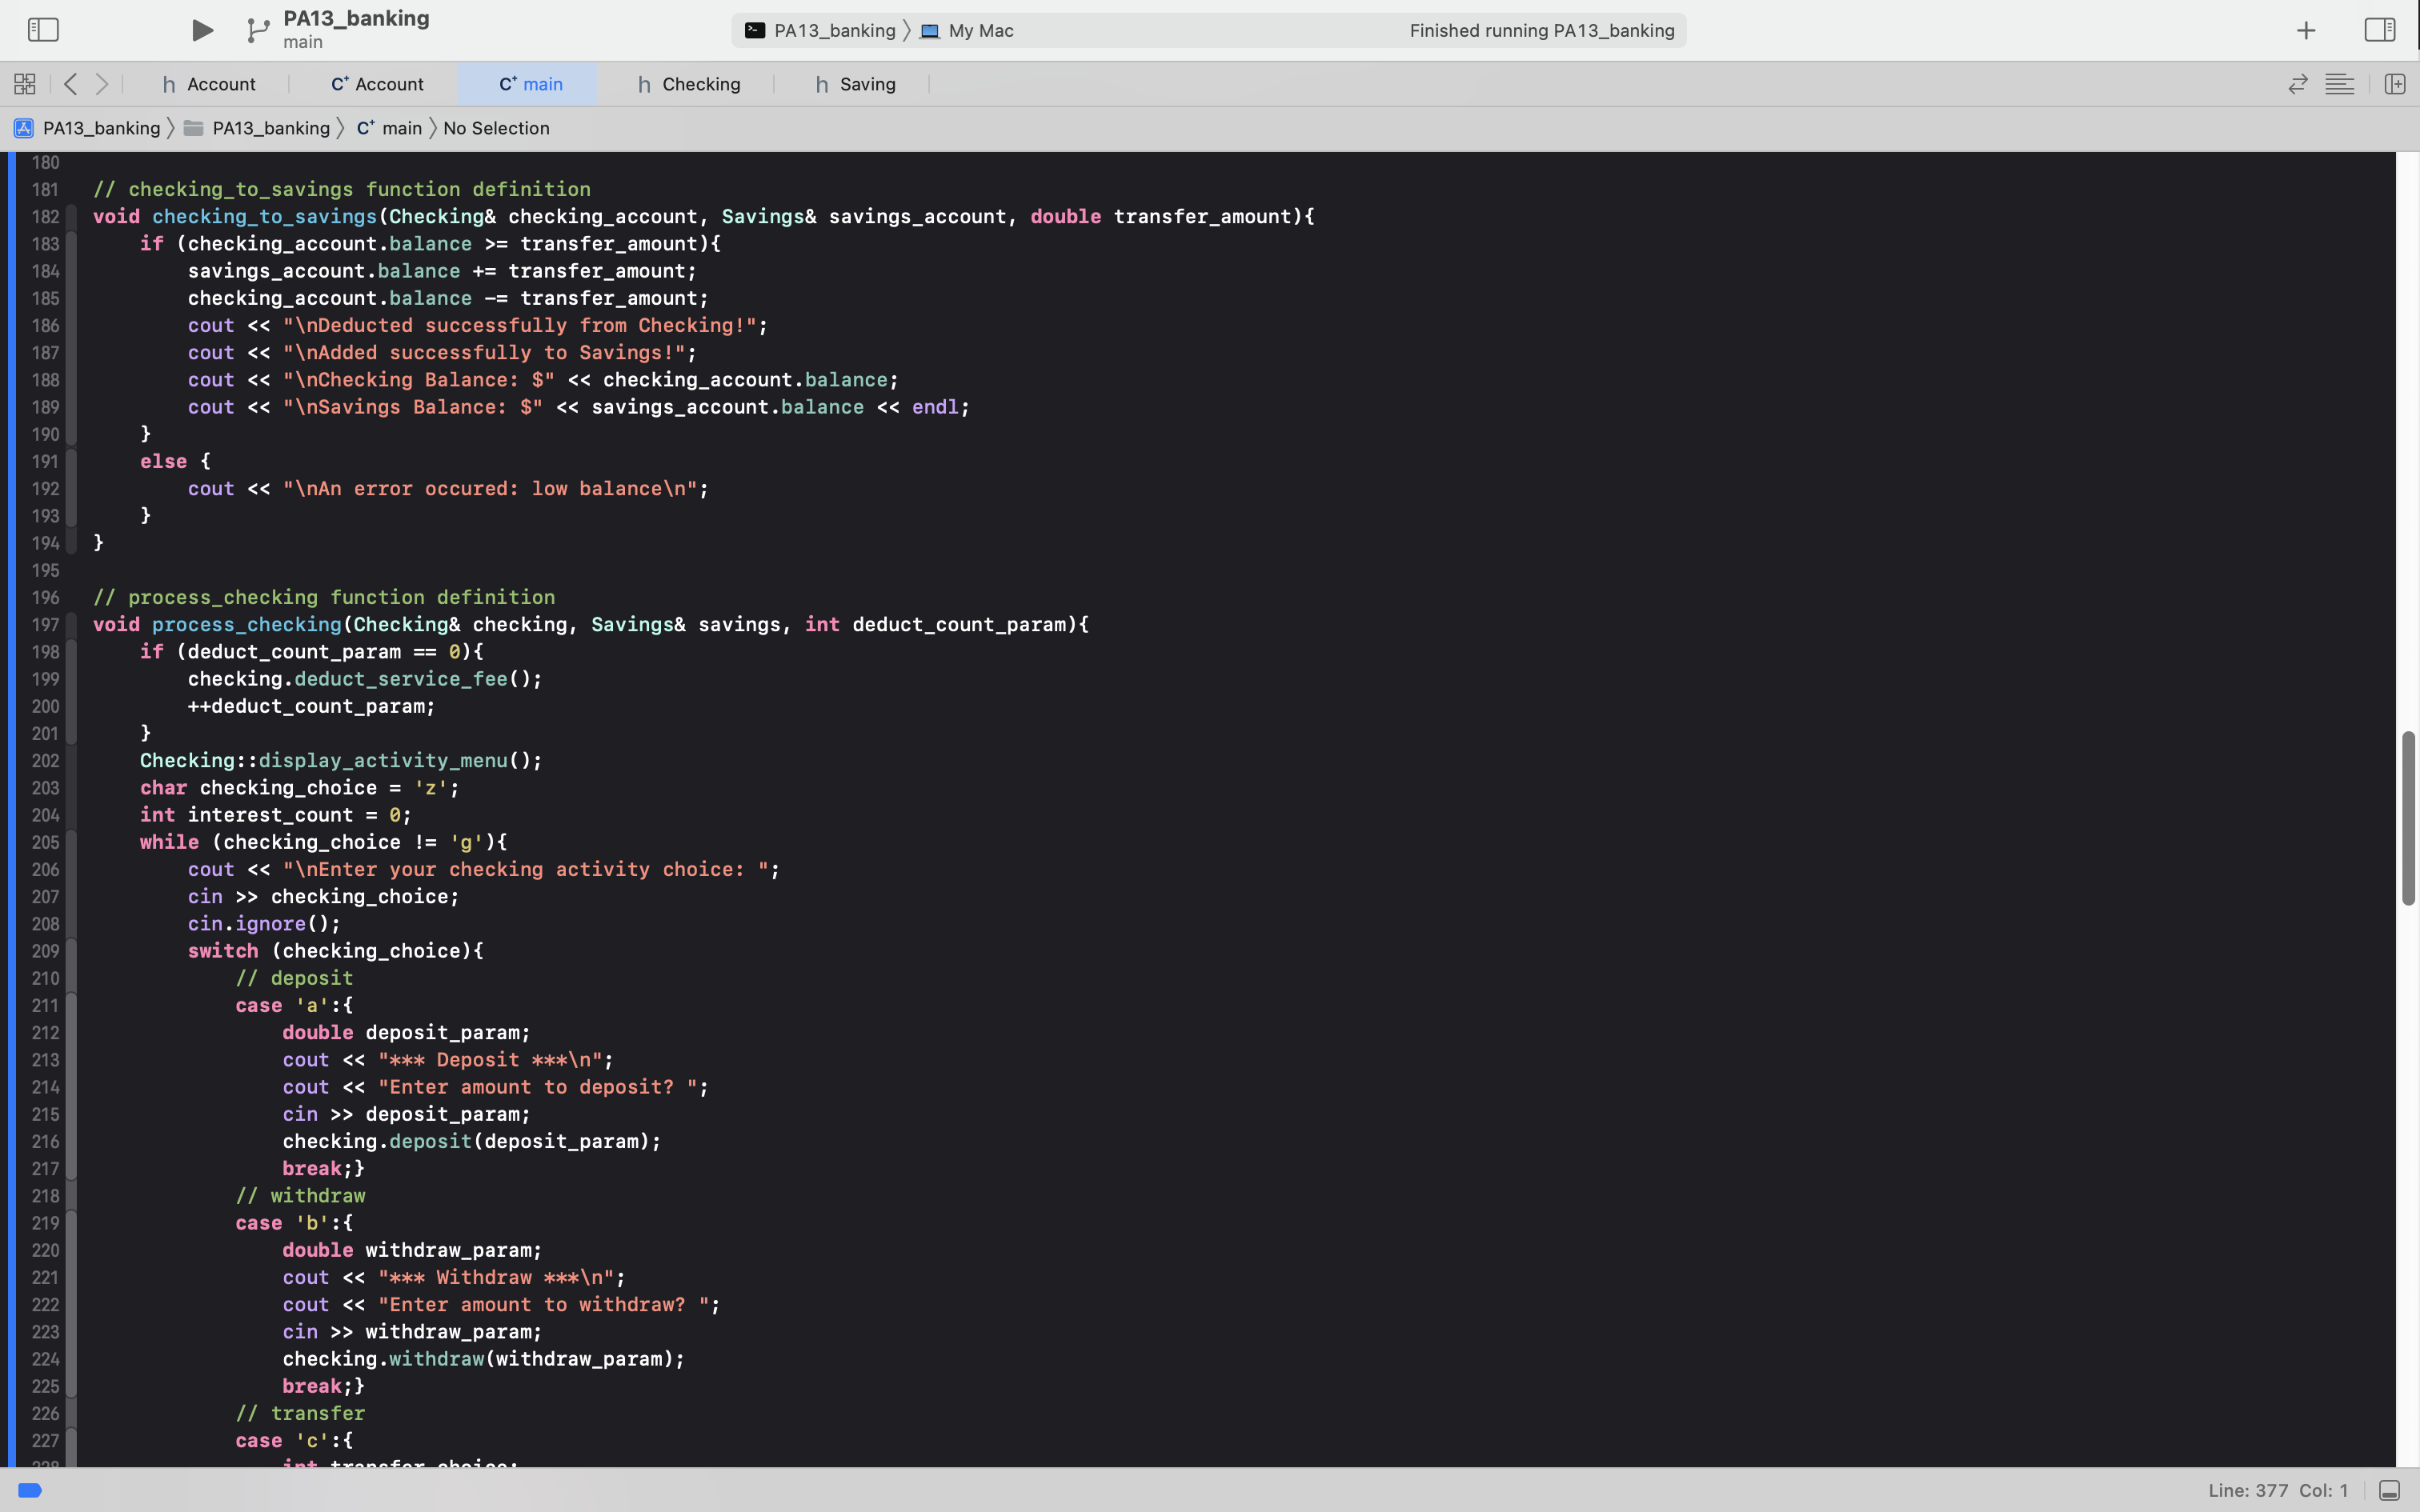 PA13_banking
main
PA13_banking
My Mac
Finished running PA13_banking
h Account
C+ Account
C+ main
h Checking
h Saving
PA13_banking
PA13_banking
C+ main
No Selection
180
181 // checking_to_savings function definition
182 void checking_to_savings(Checking& checking_account, Savings& savings_account, double transfer_amount){
183     if (checking_account.balance >= transfer_amount){
184         savings_account.balance += transfer_amount;
185         checking_account.balance -= transfer_amount;
186         cout << "\nDeducted successfully from Checking!";
187         cout << "\nAdded successfully to Savings!";
188         cout << "\nChecking Balance: $" << checking_account.balance;
189         cout << "\nSavings Balance: $" << savings_account.balance << endl;
190     }
191     else {
192         cout << "\nAn error occured: low balance\n";
193     }
194 }
195
196 // process_checking function definition
197 void process_checking(Checking& checking, Savings& savings, int deduct_count_param){
198     if (deduct_count_param == 0){
199         checking.deduct_service_fee();
200         ++deduct_count_param;
201     }
202     Checking::display_activity_menu();
203     char checking_choice = 'z';
204     int interest_count = 0;
205     while (checking_choice != 'g'){
206         cout << "\nEnter your checking activity choice: ";
207         cin >> checking_choice;
208         cin.ignore();
209         switch (checking_choice){
210             // deposit
211             case 'a':{
212                 double deposit_param;
213                 cout << "*** Deposit ***\n";
214                 cout << "Enter amount to deposit? ";
215                 cin >> deposit_param;
216                 checking.deposit(deposit_param);
217                 break;}
218             // withdraw
219             case 'b':{
220                 double withdraw_param;
221                 cout << "*** Withdraw ***\n";
222                 cout << "Enter amount to withdraw? ";
223                 cin >> withdraw_param;
224                 checking.withdraw(withdraw_param);
225                 break;}
226             // transfer
227             case 'c':{
228                 int transfer_choice;
Line: 377 Col: 1